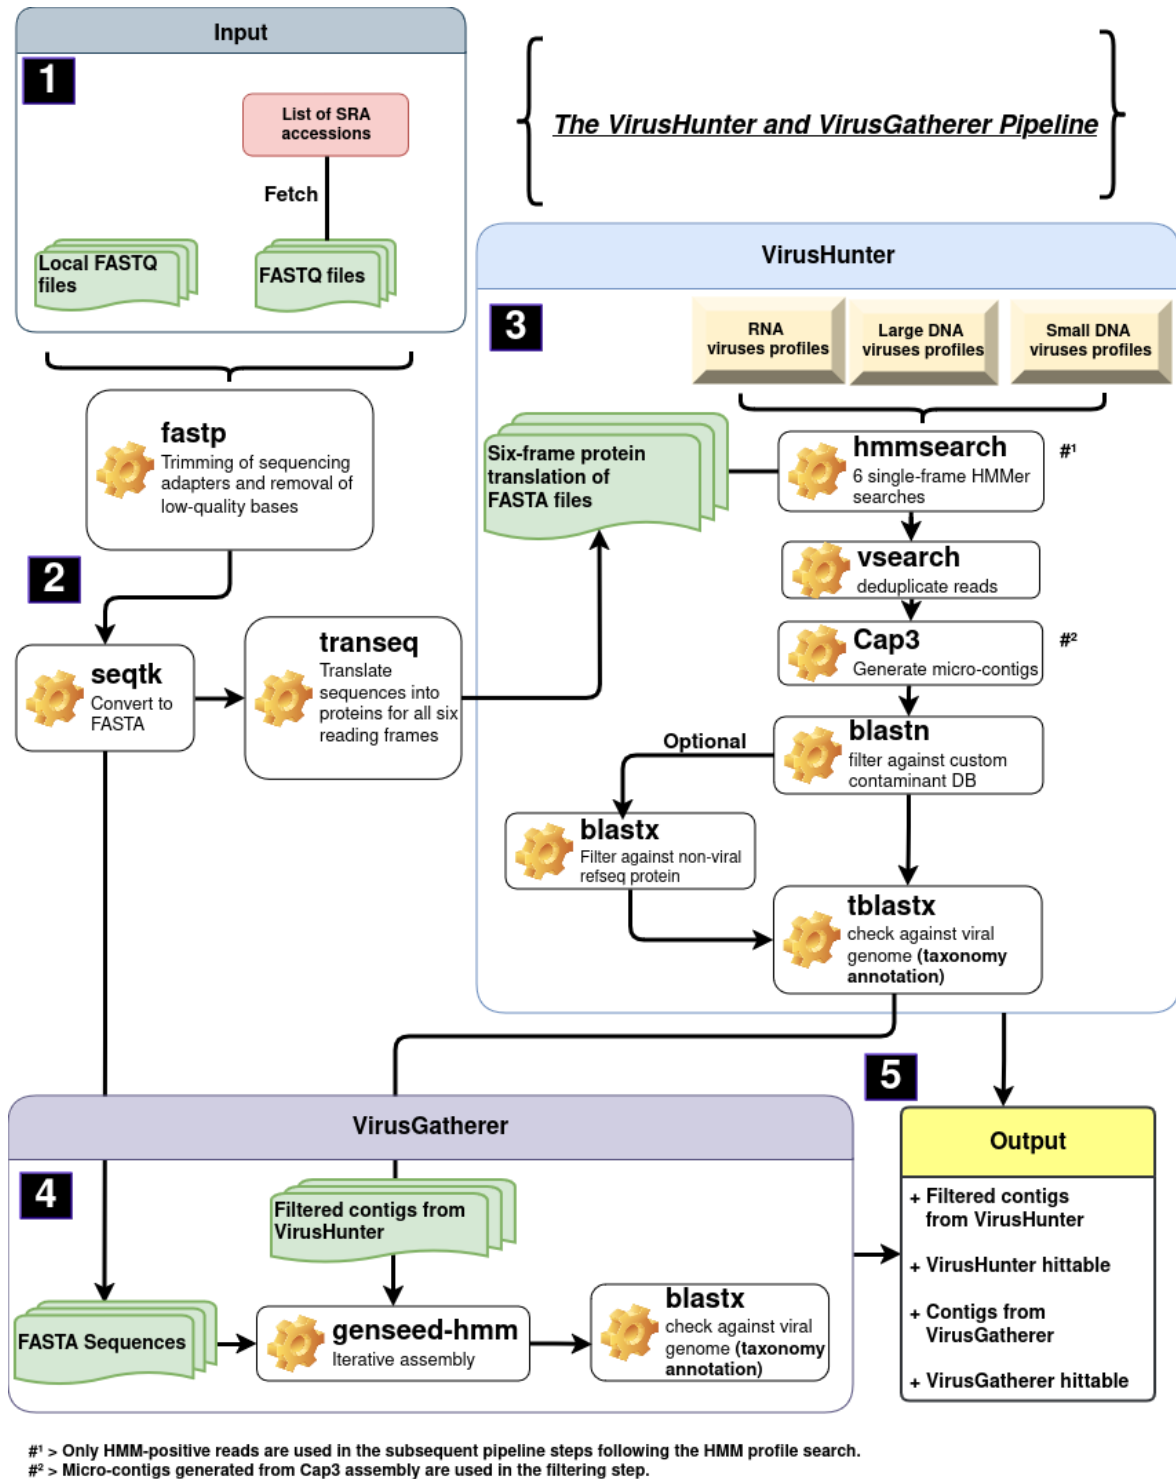 Input
1
List of SRA
accessions
Fetch
Local FASTQ
files
FASTQ files
The VirusHunter and VirusGatherer Pipeline
fastp
Trimming of sequencing
adapters and removal of
low-quality bases
2
seqtk
Convert to
FASTA
transeq
Translate
sequences into
proteins for all six
reading frames
VirusHunter
3
RNA
viruses profiles
Large DNA
viruses profiles
Small DNA
viruses profiles
Six-frame protein
translation of
FASTA files
hmmsearch
6 single-frame HMMer
searches
#¹
vsearch
deduplicate reads
Cap3
Generate micro-contigs
#²
blastn
filter against custom
contaminant DB
Optional
blastx
Filter against non-viral
refseq protein
tblastx
check against viral
genome (taxonomy
annotation)
VirusGatherer
4
Filtered contigs from
VirusHunter
FASTA Sequences
genseed-hmm
Iterative assembly
blastx
check against viral
genome (taxonomy
annotation)
5
Output
+ Filtered contigs
from VirusHunter
+ VirusHunter hittable
+ Contigs from
VirusGatherer
+ VirusGatherer hittable
#¹ > Only HMM-positive reads are used in the subsequent pipeline steps following the HMM profile search.
#² > Micro-contigs generated from Cap3 assembly are used in the filtering step.